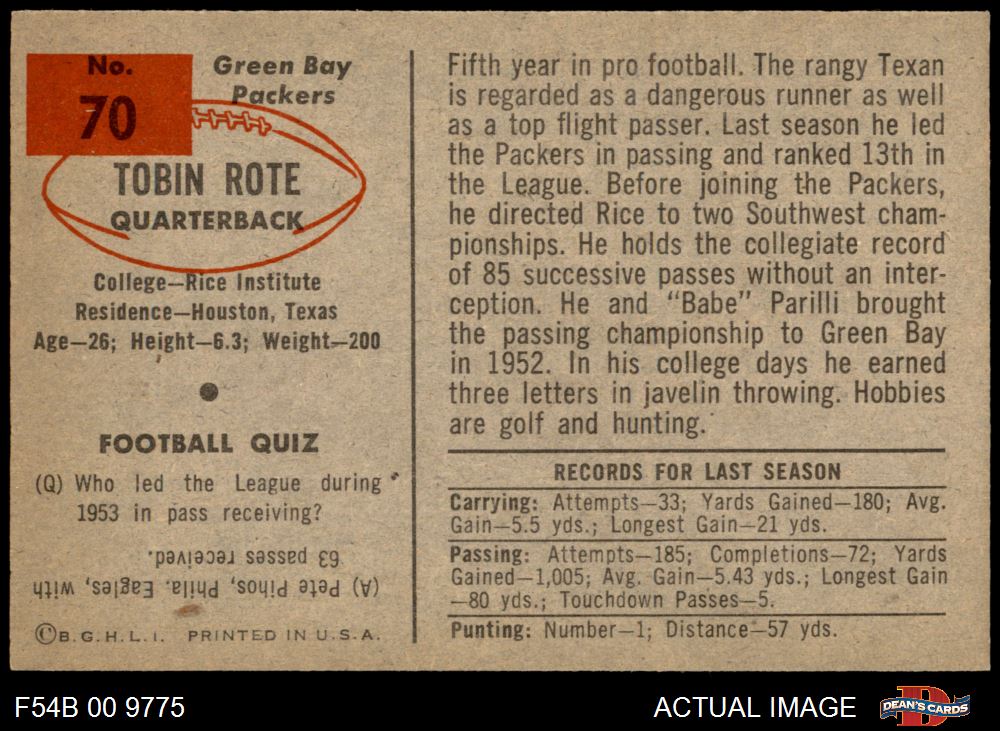 No.
70
Green Bay
Packers
TOBIN ROTE
QUARTERBACK
College—Rice Institute
Residence—Houston, Texas
Age—26; Height—6.3; Weight—200
FOOTBALL QUIZ
(Q) Who led the League during
1953 in pass receiving?
(A) Pete Pihos, Phila. Eagles, with
63 passes received.
©B.G.H.L.I. PRINTED IN U.S.A.
Fifth year in pro football. The rangy Texan
is regarded as a dangerous runner as well
as a top flight passer. Last season he led
the Packers in passing and ranked 13th in
the League. Before joining the Packers,
he directed Rice to two Southwest cham-
pionships. He holds the collegiate record
of 85 successive passes without an inter-
ception. He and "Babe" Parilli brought
the passing championship to Green Bay
in 1952. In his college days he earned
three letters in javelin throwing. Hobbies
are golf and hunting.
RECORDS FOR LAST SEASON
Carrying: Attempts—33; Yards Gained—180; Avg.
Gain—5.5 yds.; Longest Gain—21 yds.
Passing: Attempts—185; Completions—72; Yards
Gained—1,005; Avg. Gain—5.43 yds.; Longest Gain
—80 yds.; Touchdown Passes—5.
Punting: Number—1; Distance—57 yds.
F54B 00 9775
ACTUAL IMAGE
D
DEAN'S CARDS